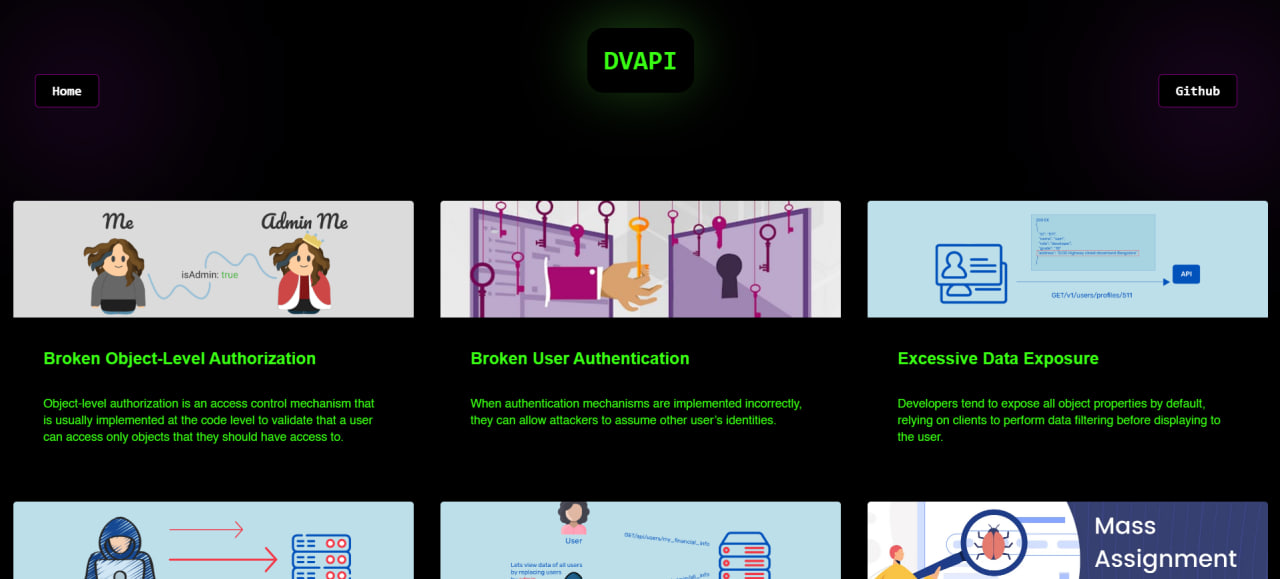 DVAPI
Home
Github
Me
Admin Me
isAdmin: true
API
GET/v1/users/profiles/511
Broken Object-Level Authorization
Broken User Authentication
Excessive Data Exposure
Object-level authorization is an access control mechanism that
is usually implemented at the code level to validate that a user
can access only objects that they should have access to.
When authentication mechanisms are implemented incorrectly,
they can allow attackers to assume other user’s identities.
Developers tend to expose all object properties by default,
relying on clients to perform data filtering before displaying to
the user.
User
GET/api/users/my_financial_info
Lets view data of all users
by replacing users
Mass
Assignment